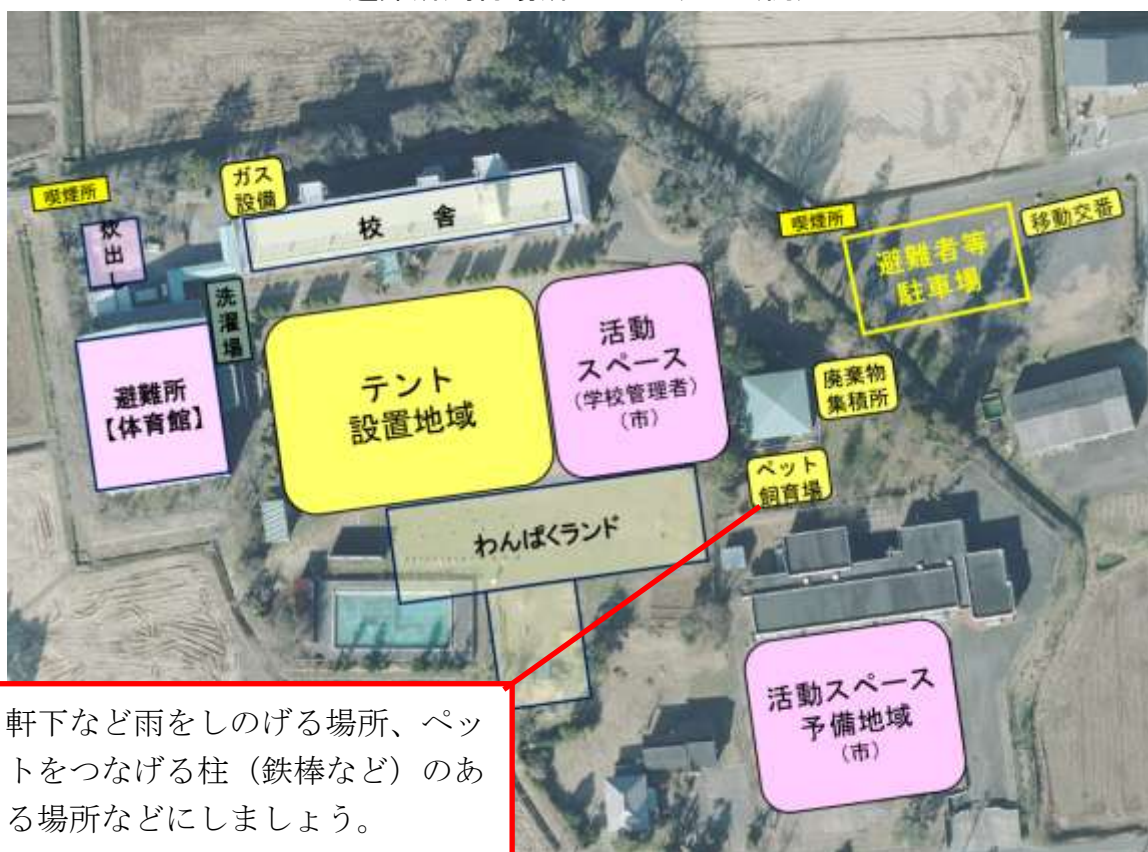 喫煙所
ガス
設備
校 舎
炊
出
し
洗
濯
場
避難所
【体育館】
テント
設置地域
活動
スペース
(学校管理者)
(市)
喫煙所
避難者等
駐車場
移動交番
廃棄物
集積所
ペット
飼育場
わんぱくランド
活動スペース
予備地域
(市)
軒下など雨をしのげる場所、ペッ
トをつなげる柱（鉄棒など）のあ
る場所などにしましょう。